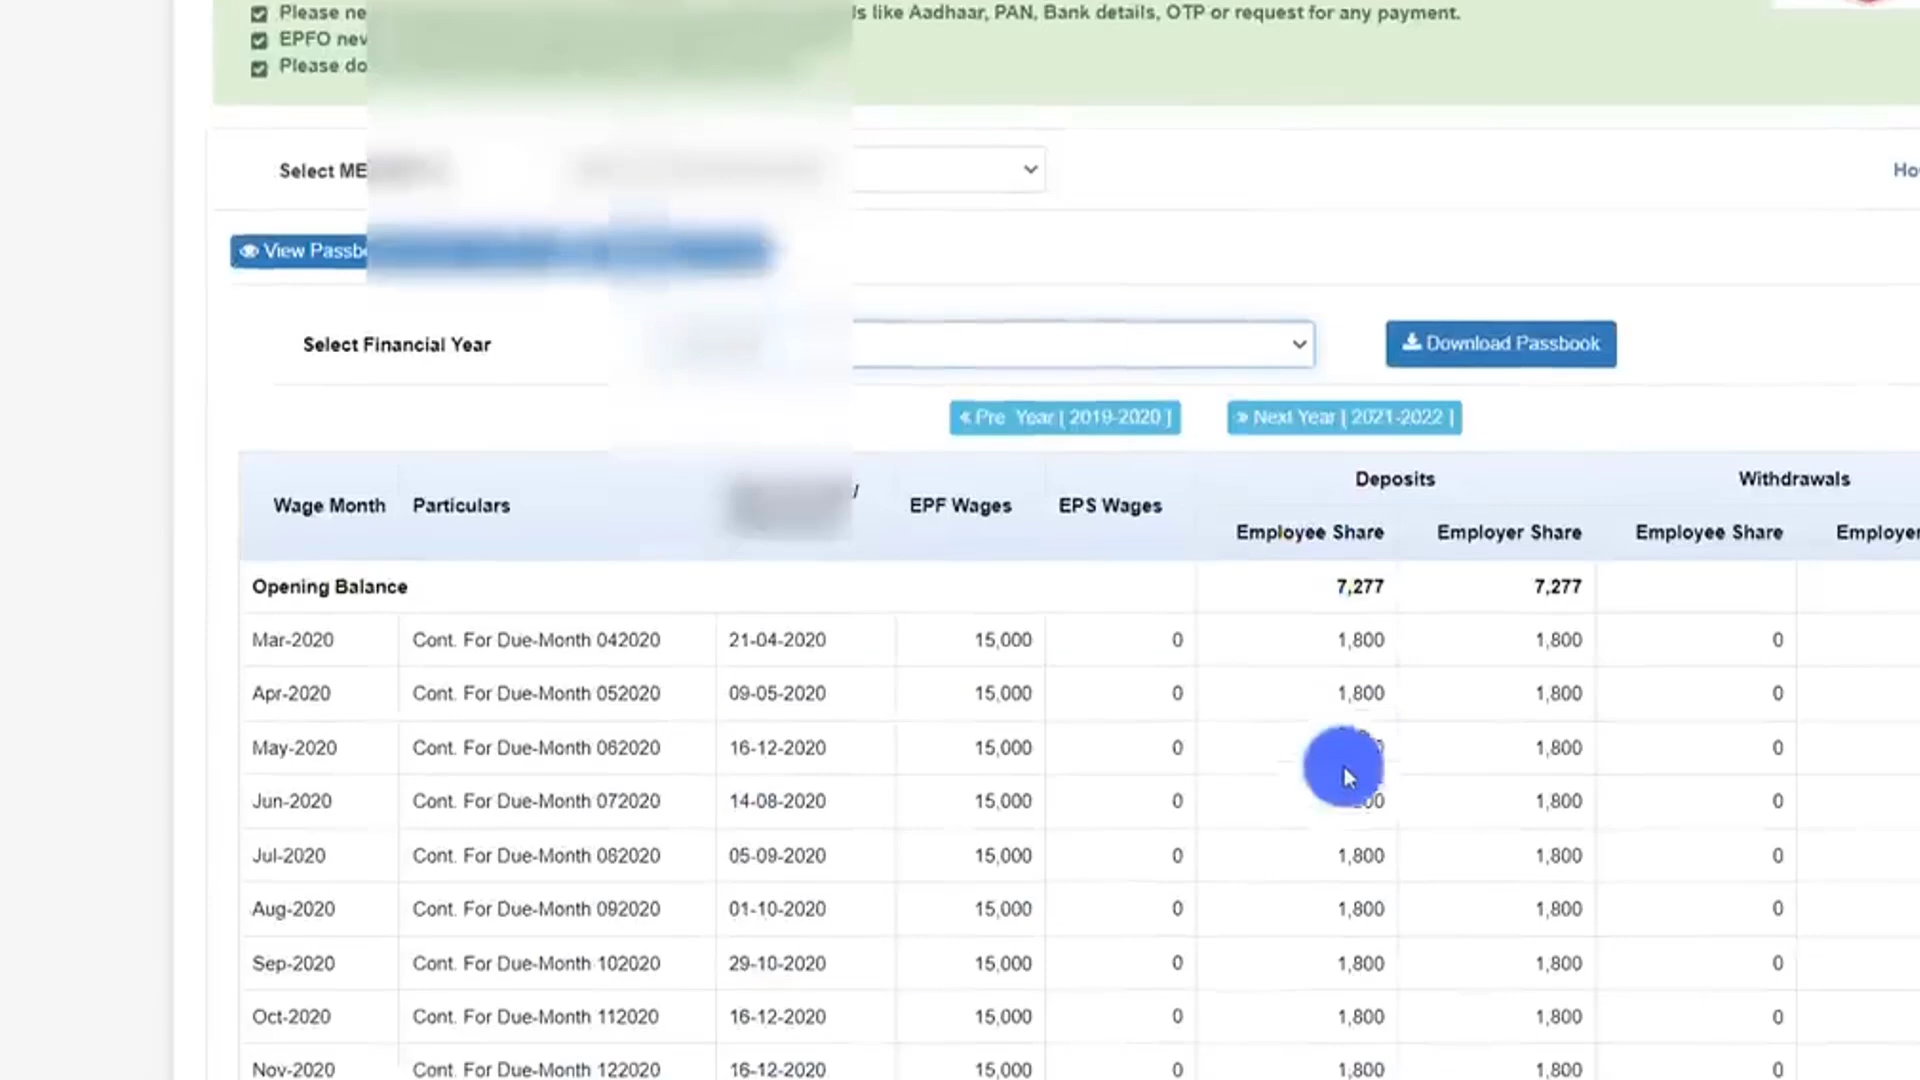 Please ne
ls like Aadhaar, PAN, Bank details, OTP or request for any payment.
EPFO nev
Please do
Select ME
Ho
View Passb
Select Financial Year
Download Passbook
« Pre Year [ 2019-2020 ]
» Next Year [ 2021-2022 ]
Wage Month Particulars / EPF Wages EPS Wages Deposits Withdrawals
Employee Share Employer Share Employee Share Employer
Opening Balance 7,277 7,277
Mar-2020 Cont. For Due-Month 042020 21-04-2020 15,000 0 1,800 1,800 0
Apr-2020 Cont. For Due-Month 052020 09-05-2020 15,000 0 1,800 1,800 0
May-2020 Cont. For Due-Month 062020 16-12-2020 15,000 0 1,800 0
Jun-2020 Cont. For Due-Month 072020 14-08-2020 15,000 0 1,800 0
Jul-2020 Cont. For Due-Month 082020 05-09-2020 15,000 0 1,800 1,800 0
Aug-2020 Cont. For Due-Month 092020 01-10-2020 15,000 0 1,800 1,800 0
Sep-2020 Cont. For Due-Month 102020 29-10-2020 15,000 0 1,800 1,800 0
Oct-2020 Cont. For Due-Month 112020 16-12-2020 15,000 0 1,800 1,800 0
Nov-2020 Cont. For Due-Month 122020 16-12-2020 15,000 0 1,800 1,800 0